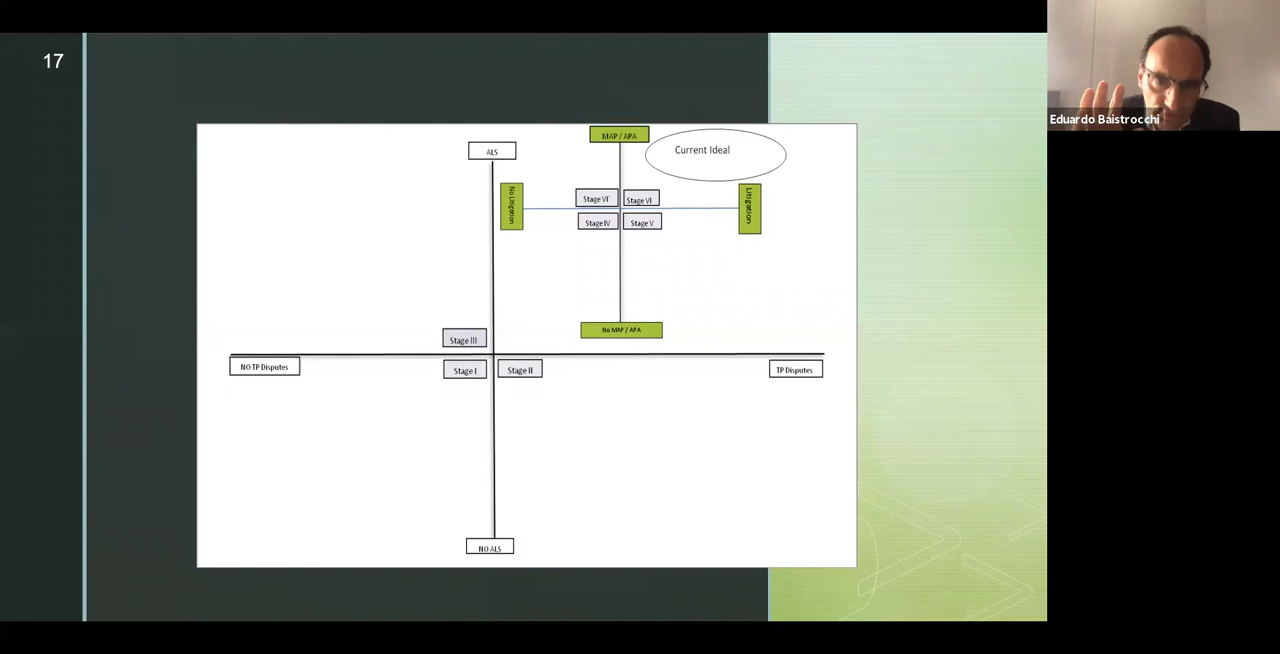 17
Eduardo Baistrocchi
MAP / APA
Current Ideal
ALS
No Litigation
Stage VI'
Stage VI
Litigation
Stage IV
Stage V
No MAP / APA
Stage III
NO TP Disputes
Stage I
Stage II
TP Disputes
NO ALS